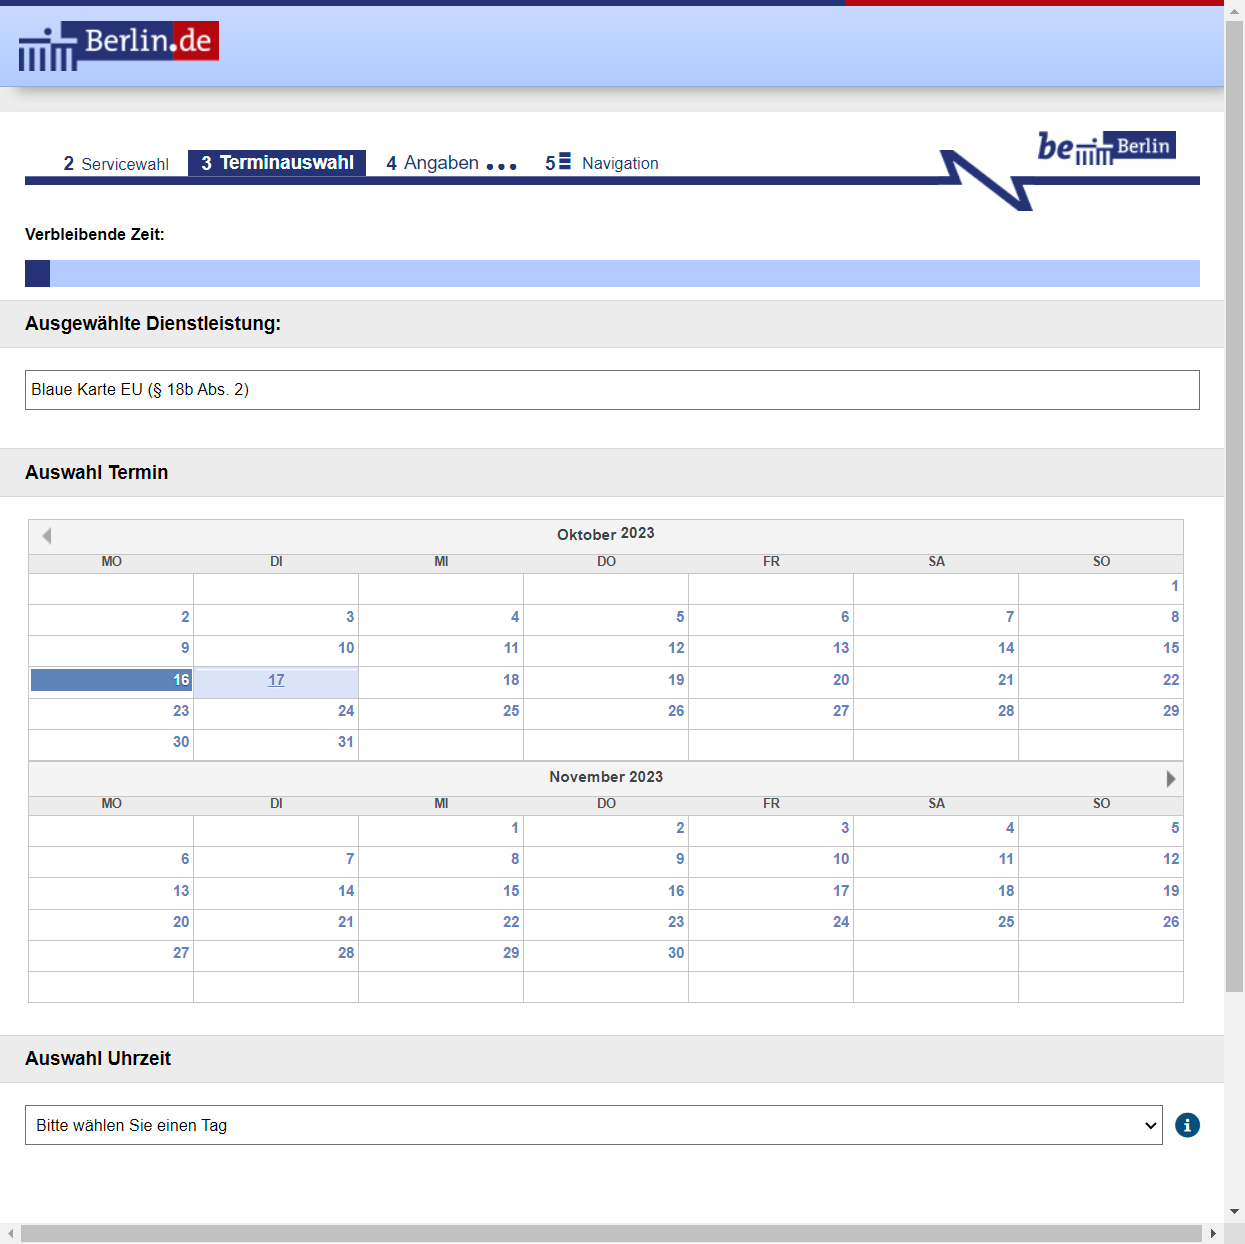 Berlin.de
be Berlin
2 Servicewahl 3 Terminauswahl 4 Angaben 5 Navigation
Verbleibende Zeit:
Ausgewählte Dienstleistung:
Blaue Karte EU (§ 18b Abs. 2)
Auswahl Termin
Oktober 2023
MO DI MI DO FR SA SO
1
2 3 4 5 6 7 8
9 10 11 12 13 14 15
16 17 18 19 20 21 22
23 24 25 26 27 28 29
30 31
November 2023
MO DI MI DO FR SA SO
1 2 3 4 5
6 7 8 9 10 11 12
13 14 15 16 17 18 19
20 21 22 23 24 25 26
27 28 29 30
Auswahl Uhrzeit
Bitte wählen Sie einen Tag